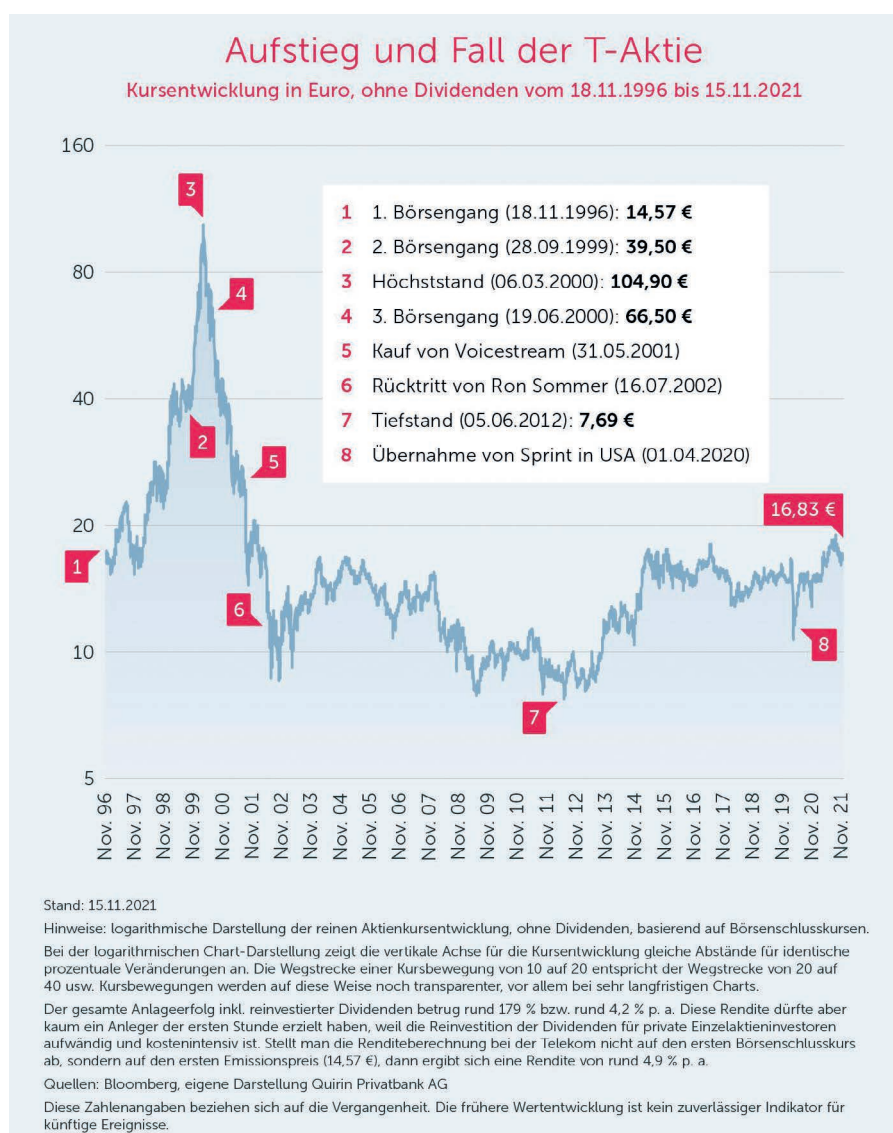 Aufstieg und Fall der T-Aktie
Kursentwicklung in Euro, ohne Dividenden vom 18.11.1996 bis 15.11.2021
160
80
40
20
10
5
3
4
2
5
1
6
7
8
16,83 €
1 1. Börsengang (18.11.1996): 14,57 €
2 2. Börsengang (28.09.1999): 39,50 €
3 Höchststand (06.03.2000): 104,90 €
4 3. Börsengang (19.06.2000): 66,50 €
5 Kauf von Voicestream (31.05.2001)
6 Rücktritt von Ron Sommer (16.07.2002)
7 Tiefstand (05.06.2012): 7,69 €
8 Übernahme von Sprint in USA (01.04.2020)
Nov. 96
Nov. 97
Nov. 98
Nov. 99
Nov. 00
Nov. 01
Nov. 02
Nov. 03
Nov. 04
Nov. 05
Nov. 06
Nov. 07
Nov. 08
Nov. 09
Nov. 10
Nov. 11
Nov. 12
Nov. 13
Nov. 14
Nov. 15
Nov. 16
Nov. 17
Nov. 18
Nov. 19
Nov. 20
Nov. 21
Stand: 15.11.2021
Hinweise: logarithmische Darstellung der reinen Aktienkursentwicklung, ohne Dividenden, basierend auf Börsenschlusskursen.
Bei der logarithmischen Chart-Darstellung zeigt die vertikale Achse für die Kursentwicklung gleiche Abstände für identische
prozentuale Veränderungen an. Die Wegstrecke einer Kursbewegung von 10 auf 20 entspricht der Wegstrecke von 20 auf
40 usw. Kursbewegungen werden auf diese Weise noch transparenter, vor allem bei sehr langfristigen Charts.
Der gesamte Anlageerfolg inkl. reinvestierter Dividenden betrug rund 179 % bzw. rund 4,2 % p. a. Diese Rendite dürfte aber
kaum ein Anleger der ersten Stunde erzielt haben, weil die Reinvestition der Dividenden für private Einzelaktieninvestoren
aufwändig und kostenintensiv ist. Stellt man die Renditeberechnung bei der Telekom nicht auf den ersten Börsenschlusskurs
ab, sondern auf den ersten Emissionspreis (14,57 €), dann ergibt sich eine Rendite von rund 4,9 % p. a.
Quellen: Bloomberg, eigene Darstellung Quirin Privatbank AG
Diese Zahlenangaben beziehen sich auf die Vergangenheit. Die frühere Wertentwicklung ist kein zuverlässiger Indikator für
künftige Ereignisse.